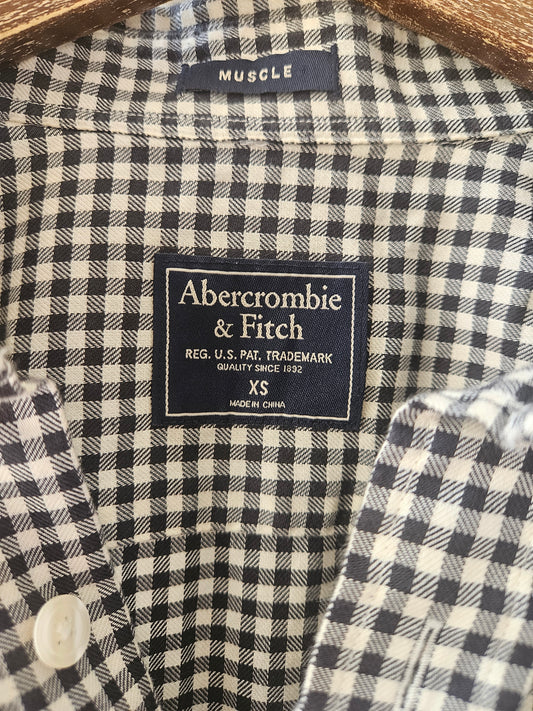 MUSCLE
Abercrombie
& Fitch
REG. U.S. PAT. TRADEMARK
QUALITY SINCE 1892
XS
MADE IN CHINA